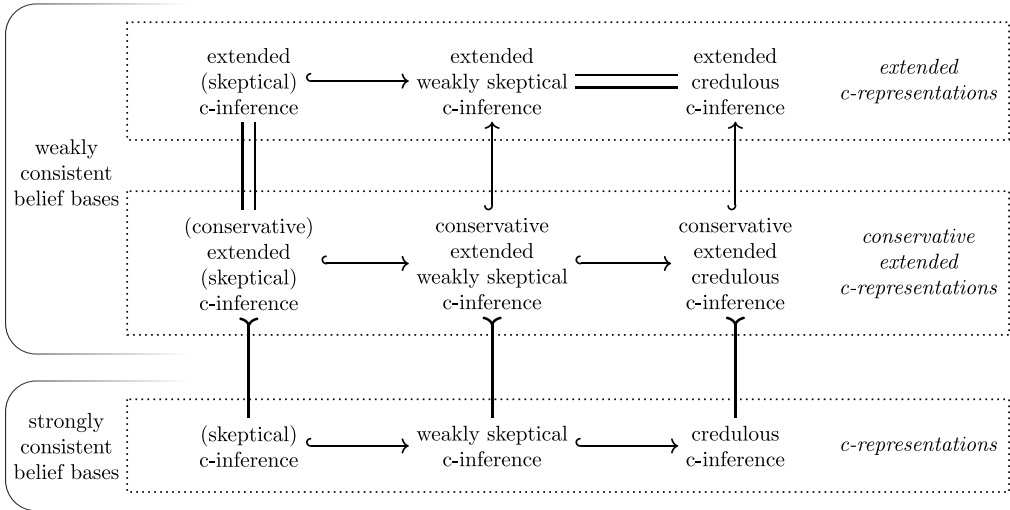 extended
(skeptical)
c-inference
extended
weakly skeptical
c-inference
extended
credulous
c-inference
extended
c-representations
weakly
consistent
belief bases
(conservative)
extended
(skeptical)
c-inference
conservative
extended
weakly skeptical
c-inference
conservative
extended
credulous
c-inference
conservative
extended
c-representations
strongly
consistent
belief bases
(skeptical)
c-inference
weakly skeptical
c-inference
credulous
c-inference
c-representations